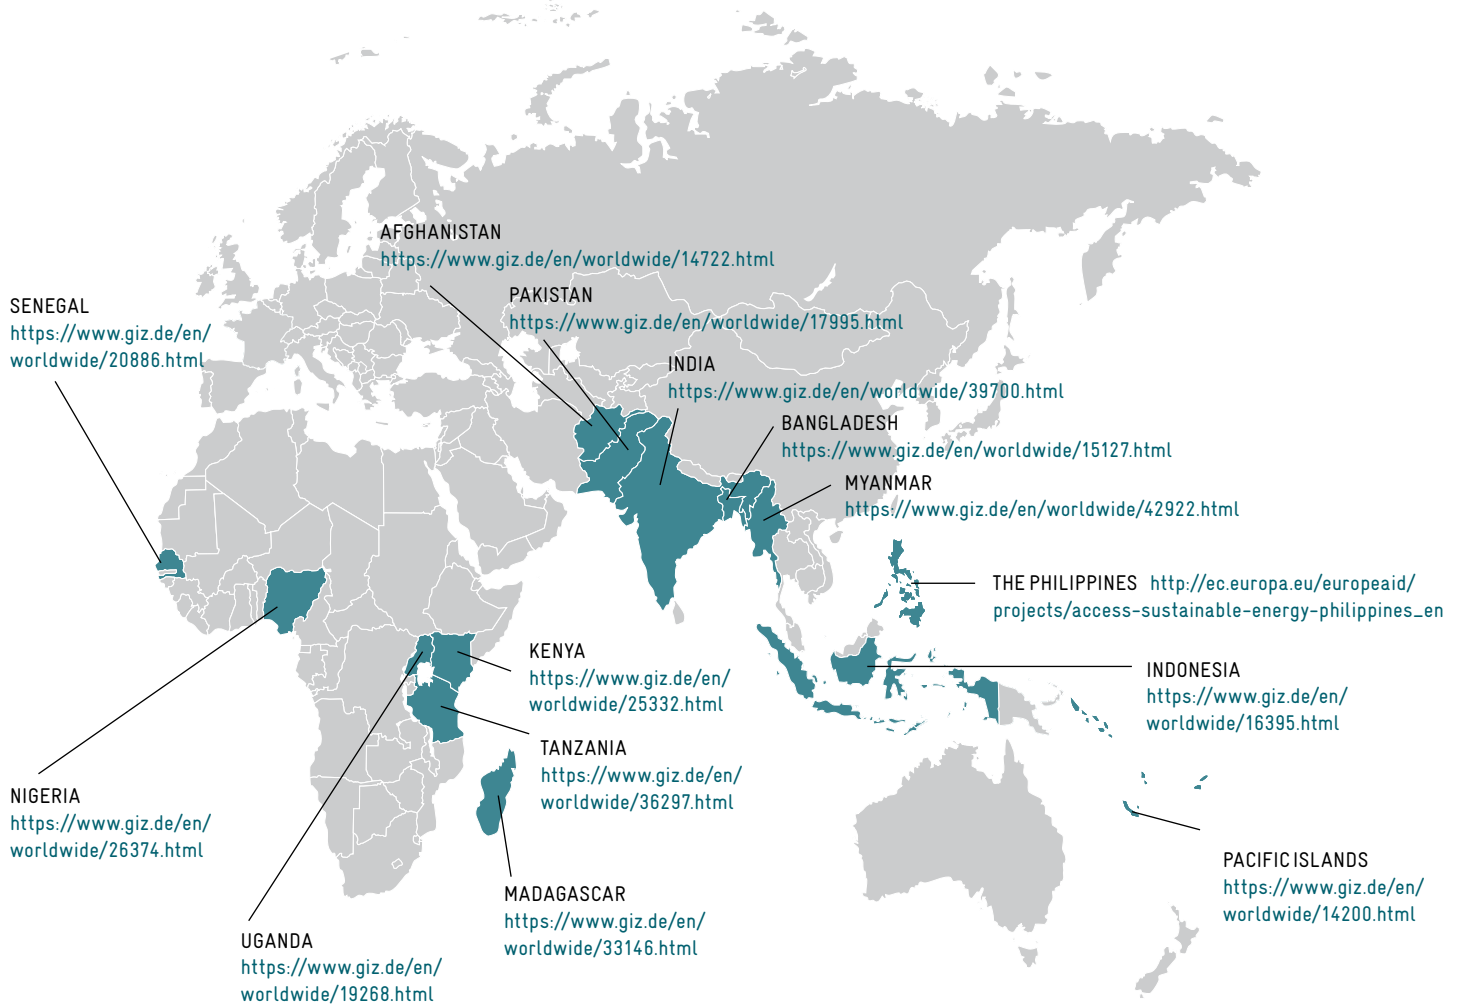 AFGHANISTAN
https://www.giz.de/en/worldwide/14722.html
PAKISTAN
https://www.giz.de/en/worldwide/17995.html
SENEGAL
https://www.giz.de/en/
worldwide/20886.html
INDIA
https://www.giz.de/en/worldwide/39700.html
BANGLADESH
https://www.giz.de/en/worldwide/15127.html
MYANMAR
https://www.giz.de/en/worldwide/42922.html
THE PHILIPPINES http://ec.europa.eu/europeaid/
projects/access-sustainable-energy-philippines_en
KENYA
https://www.giz.de/en/
worldwide/25332.html
INDONESIA
https://www.giz.de/en/
worldwide/16395.html
TANZANIA
https://www.giz.de/en/
worldwide/36297.html
NIGERIA
https://www.giz.de/en/
worldwide/26374.html
PACIFIC ISLANDS
https://www.giz.de/en/
worldwide/14200.html
MADAGASCAR
https://www.giz.de/en/
worldwide/33146.html
UGANDA
https://www.giz.de/en/
worldwide/19268.html